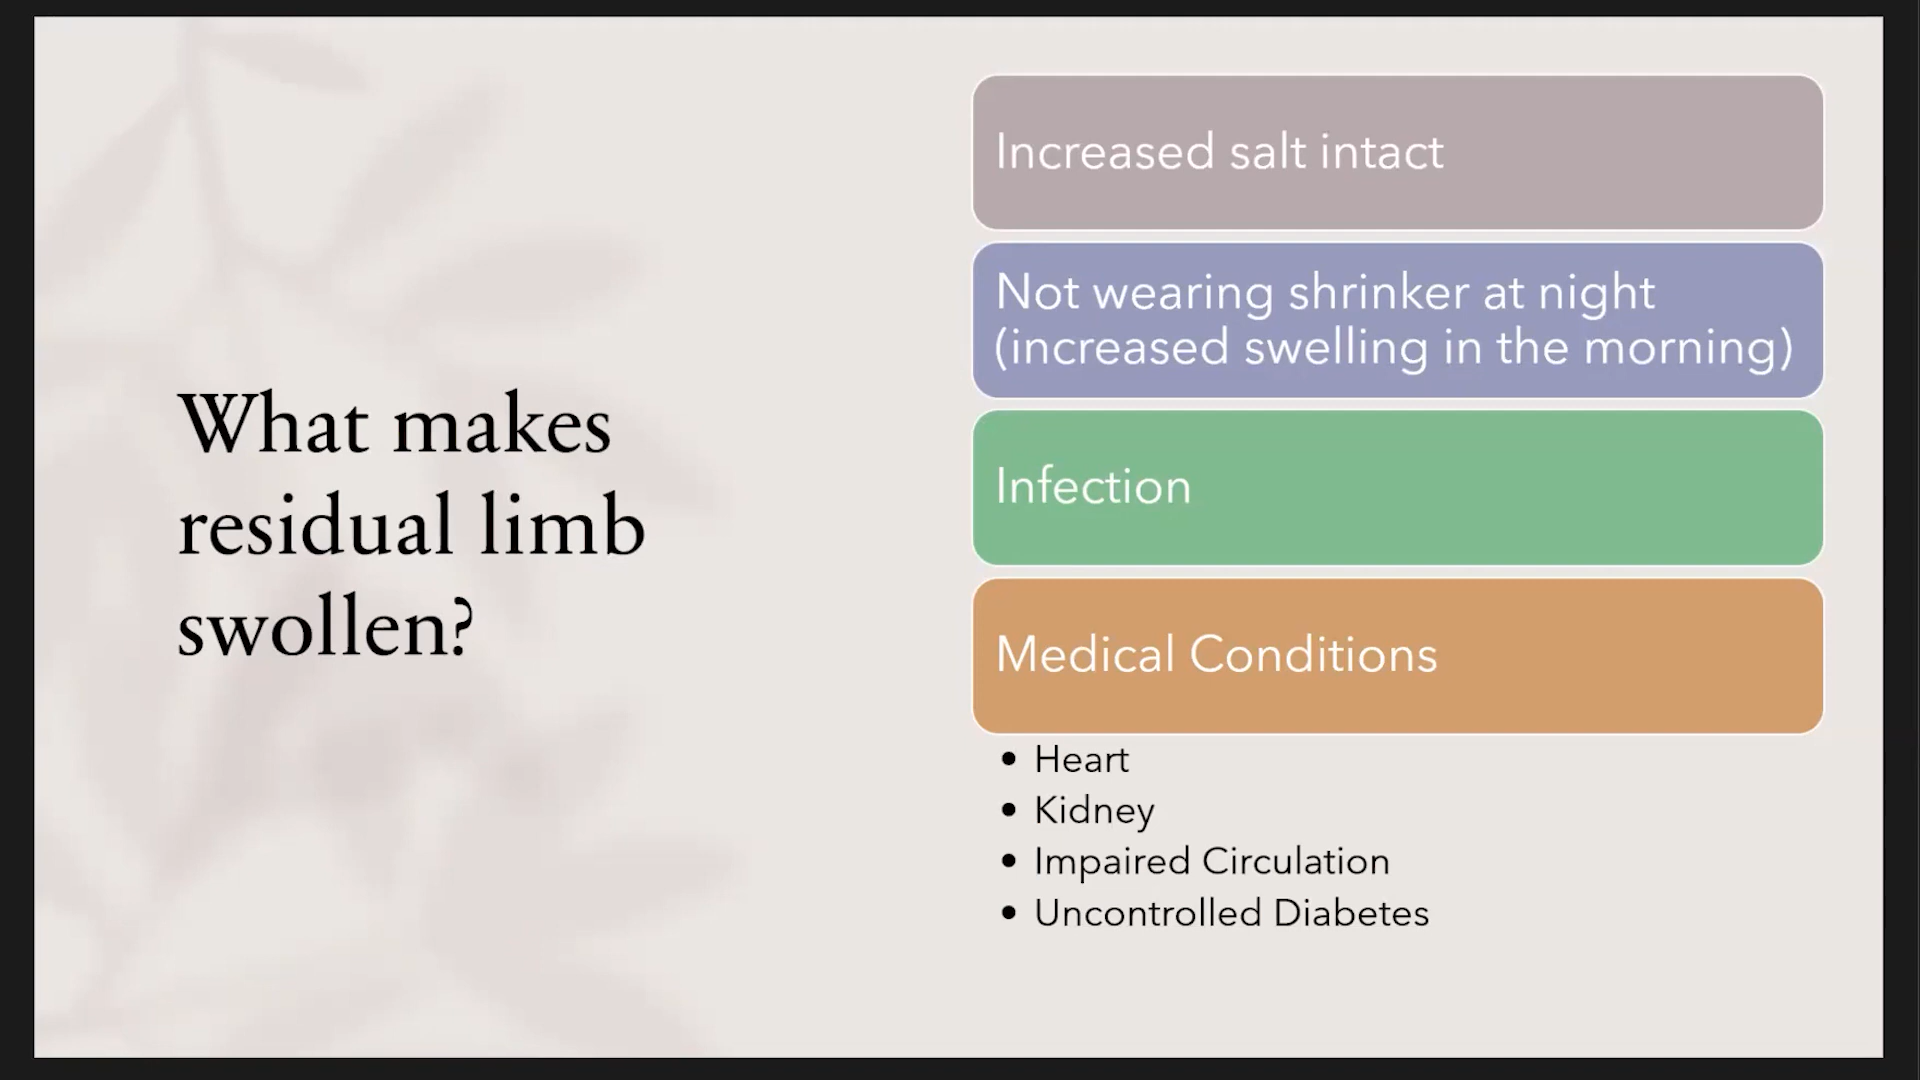 What makes
residual limb
swollen?
Increased salt intact
Not wearing shrinker at night
(increased swelling in the morning)
Infection
Medical Conditions
• Heart
• Kidney
• Impaired Circulation
• Uncontrolled Diabetes